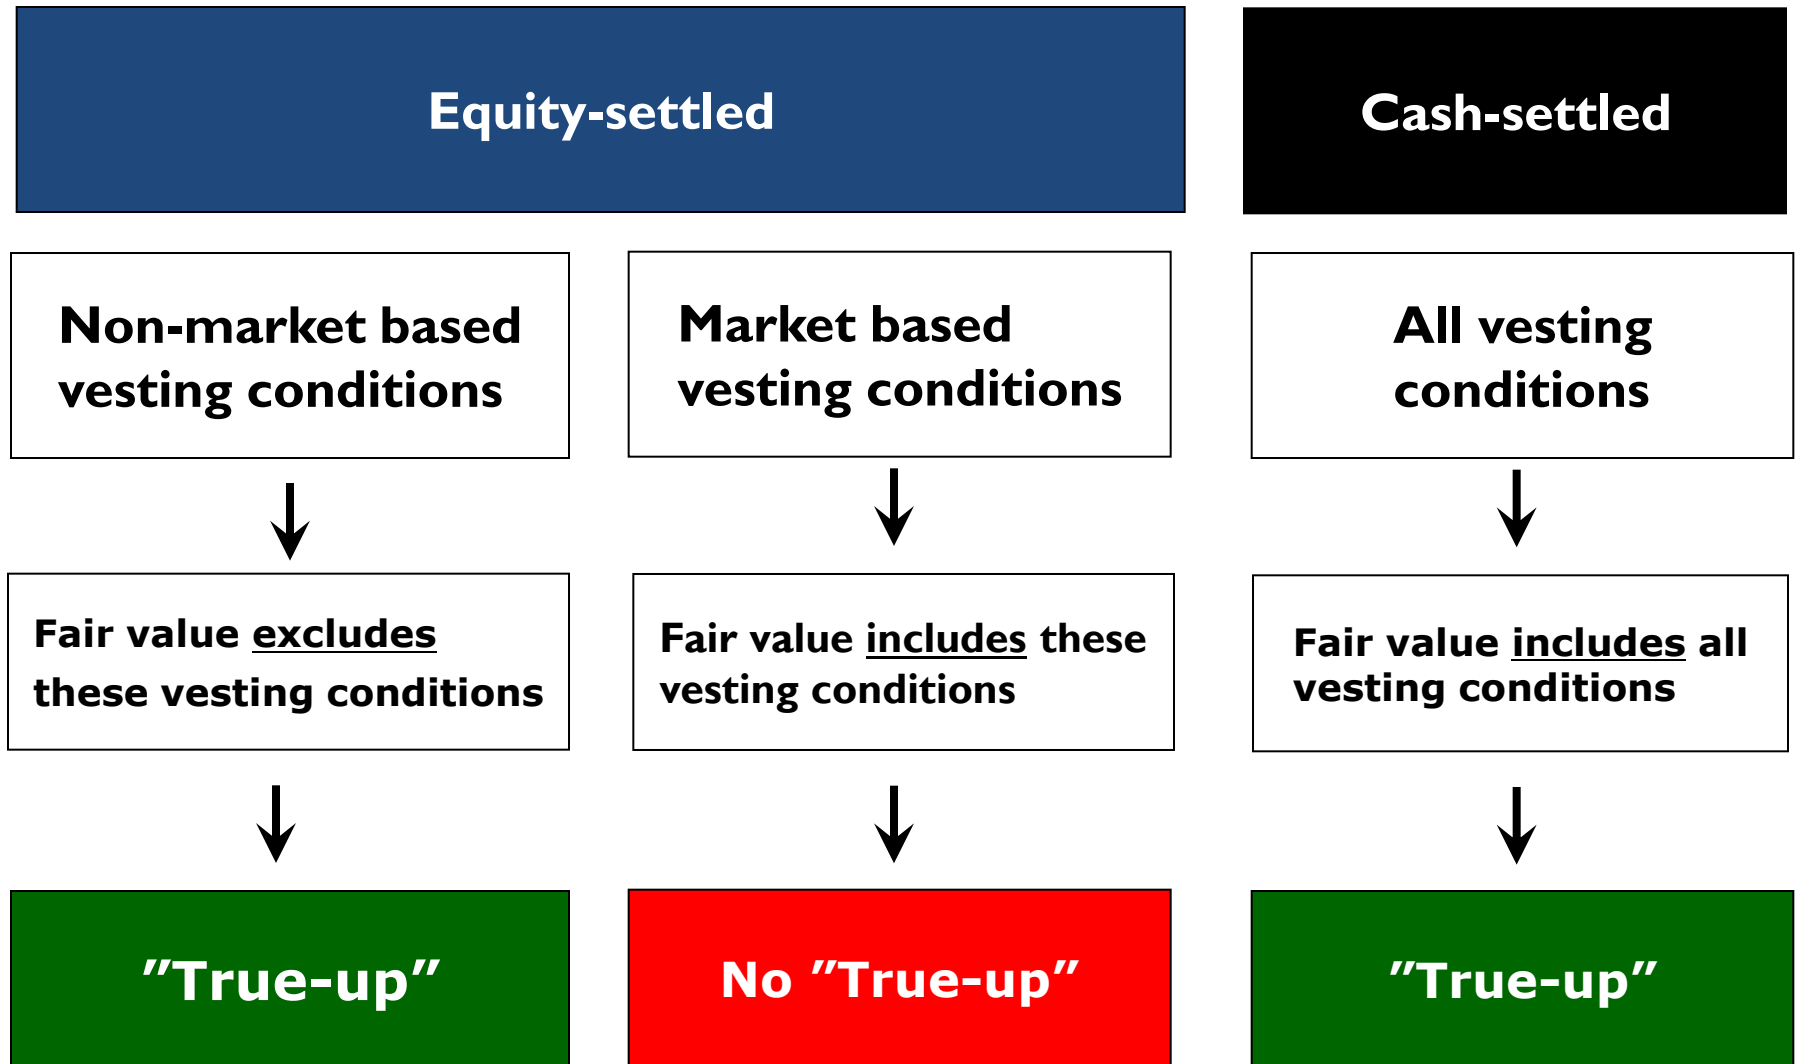 Equity-settled
Cash-settled
Non-market based
vesting conditions
Market based
vesting conditions
All vesting
conditions
Fair value excludes
these vesting conditions
Fair value includes these
vesting conditions
Fair value includes all
vesting conditions
”True-up”
No ”True-up”
”True-up”